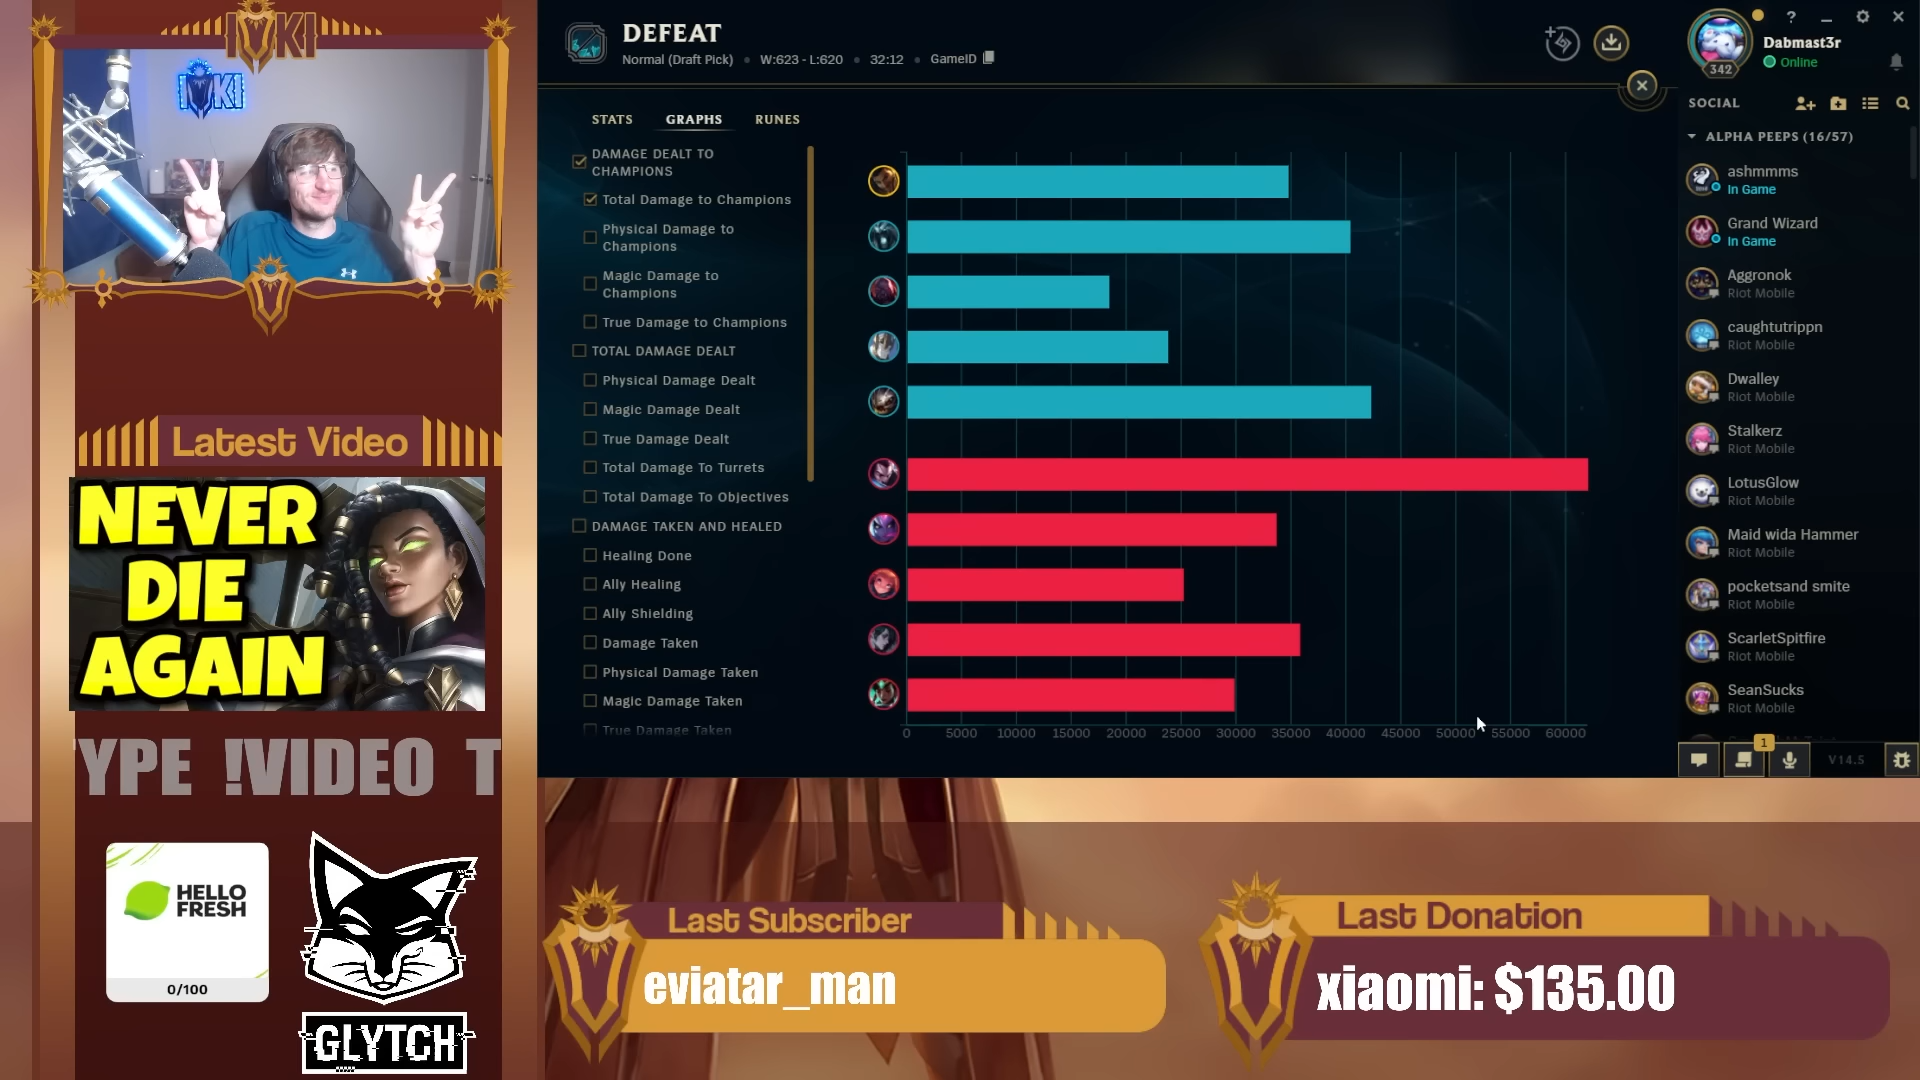 IVKI
IVKI
Latest Video
NEVER
DIE
AGAIN
YPE !VIDEO T
HELLO
FRESH
0/100
GLYTCH
DEFEAT
Normal (Draft Pick) • W:623 - L:620 • 32:12 • GameID
STATS GRAPHS RUNES
DAMAGE DEALT TO
CHAMPIONS
Total Damage to Champions
Physical Damage to
Champions
Magic Damage to
Champions
True Damage to Champions
TOTAL DAMAGE DEALT
Physical Damage Dealt
Magic Damage Dealt
True Damage Dealt
Total Damage To Turrets
Total Damage To Objectives
DAMAGE TAKEN AND HEALED
Healing Done
Ally Healing
Ally Shielding
Damage Taken
Physical Damage Taken
Magic Damage Taken
True Damage Taken
0 5000 10000 15000 20000 25000 30000 35000 40000 45000 50000 55000 60000
342
Dabmast3r
Online
SOCIAL
ALPHA PEEPS (16/57)
ashmmms
In Game
Grand Wizard
In Game
Aggronok
Riot Mobile
caughtutrippn
Riot Mobile
Dwalley
Riot Mobile
Stalkerz
Riot Mobile
LotusGlow
Riot Mobile
Maid wida Hammer
Riot Mobile
pocketsand smite
Riot Mobile
ScarletSpitfire
Riot Mobile
SeanSucks
Riot Mobile
1
V14.5
Last Subscriber
eviatar_man
Last Donation
xiaomi: $135.00